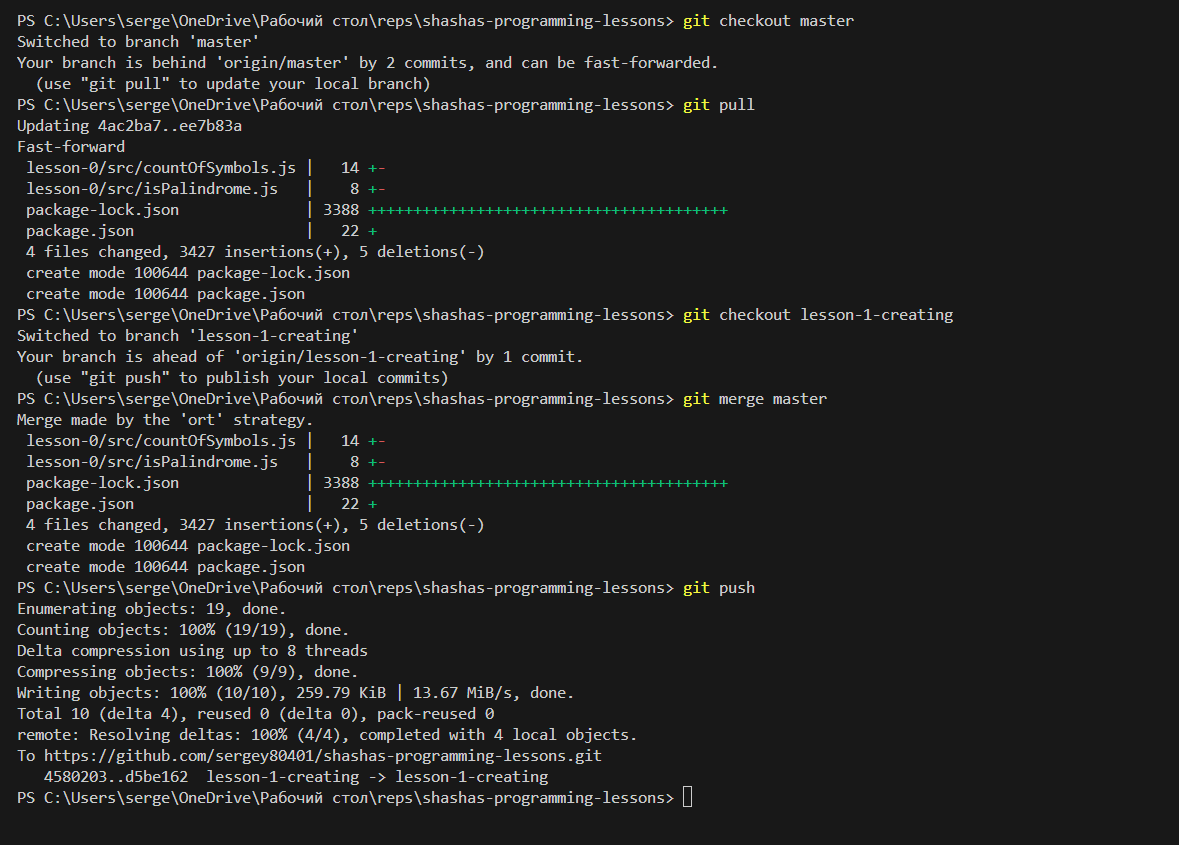 PS C:\Users\serge\OneDrive\Рабочий стол\reps\shashas-programming-lessons> git checkout master
Switched to branch 'master'
Your branch is behind 'origin/master' by 2 commits, and can be fast-forwarded.
  (use "git pull" to update your local branch)
PS C:\Users\serge\OneDrive\Рабочий стол\reps\shashas-programming-lessons> git pull
Updating 4ac2ba7..ee7b83a
Fast-forward
 lesson-0/src/countOfSymbols.js |   14 +-
 lesson-0/src/isPalindrome.js   |    8 +-
 package-lock.json              | 3388 ++++++++++++++++++++++++++++++++++++++++
 package.json                   |   22 +
 4 files changed, 3427 insertions(+), 5 deletions(-)
 create mode 100644 package-lock.json
 create mode 100644 package.json
PS C:\Users\serge\OneDrive\Рабочий стол\reps\shashas-programming-lessons> git checkout lesson-1-creating
Switched to branch 'lesson-1-creating'
Your branch is ahead of 'origin/lesson-1-creating' by 1 commit.
  (use "git push" to publish your local commits)
PS C:\Users\serge\OneDrive\Рабочий стол\reps\shashas-programming-lessons> git merge master
Merge made by the 'ort' strategy.
 lesson-0/src/countOfSymbols.js |   14 +-
 lesson-0/src/isPalindrome.js   |    8 +-
 package-lock.json              | 3388 ++++++++++++++++++++++++++++++++++++++++
 package.json                   |   22 +
 4 files changed, 3427 insertions(+), 5 deletions(-)
 create mode 100644 package-lock.json
 create mode 100644 package.json
PS C:\Users\serge\OneDrive\Рабочий стол\reps\shashas-programming-lessons> git push
Enumerating objects: 19, done.
Counting objects: 100% (19/19), done.
Delta compression using up to 8 threads
Compressing objects: 100% (9/9), done.
Writing objects: 100% (10/10), 259.79 KiB | 13.67 MiB/s, done.
Total 10 (delta 4), reused 0 (delta 0), pack-reused 0
remote: Resolving deltas: 100% (4/4), completed with 4 local objects.
To https://github.com/sergey80401/shashas-programming-lessons.git
   4580203..d5be162  lesson-1-creating -> lesson-1-creating
PS C:\Users\serge\OneDrive\Рабочий стол\reps\shashas-programming-lessons>